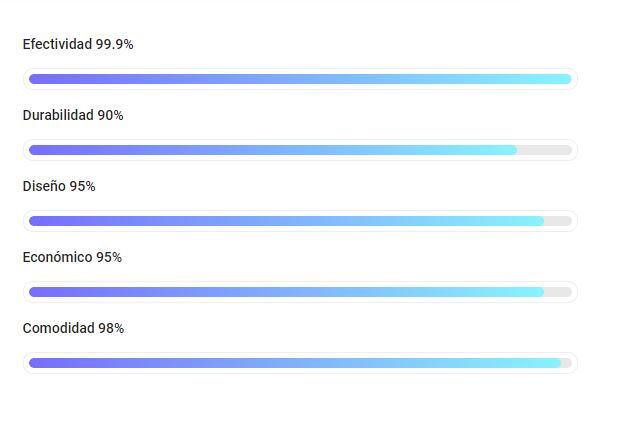 Efectividad 99.9%
Durabilidad 90%
Diseño 95%
Económico 95%
Comodidad 98%